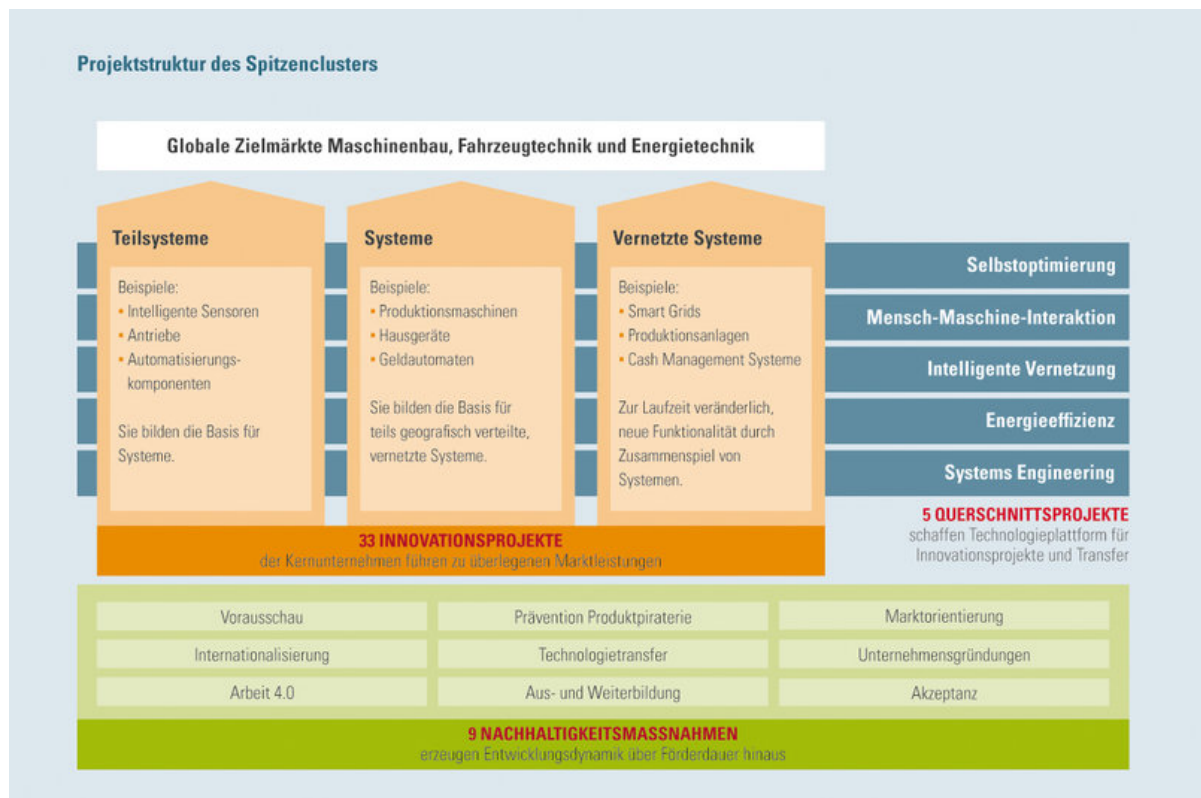 Projektstruktur des Spitzenclusters
Globale Zielmärkte Maschinenbau, Fahrzeugtechnik und Energietechnik
Teilsysteme
Beispiele:
▪ Intelligente Sensoren
▪ Antriebe
▪ Automatisierungs-
komponenten
Sie bilden die Basis für
Systeme.
Systeme
Beispiele:
▪ Produktionsmaschinen
▪ Hausgeräte
▪ Geldautomaten
Sie bilden die Basis für
teils geografisch verteilte,
vernetzte Systeme.
Vernetzte Systeme
Beispiele:
▪ Smart Grids
▪ Produktionsanlagen
▪ Cash Management Systeme
Zur Laufzeit veränderlich,
neue Funktionalität durch
Zusammenspiel von
Systemen.
Selbstoptimierung
Mensch-Maschine-Interaktion
Intelligente Vernetzung
Energieeffizienz
Systems Engineering
5 QUERSCHNITTSPROJEKTE
schaffen Technologieplattform für
Innovationsprojekte und Transfer
33 INNOVATIONSPROJEKTE
der Kernunternehmen führen zu überlegenen Marktleistungen
Vorausschau
Prävention Produktpiraterie
Marktorientierung
Internationalisierung
Technologietransfer
Unternehmensgründungen
Arbeit 4.0
Aus- und Weiterbildung
Akzeptanz
9 NACHHALTIGKEITSMASSNAHMEN
erzeugen Entwicklungsdynamik über Förderdauer hinaus